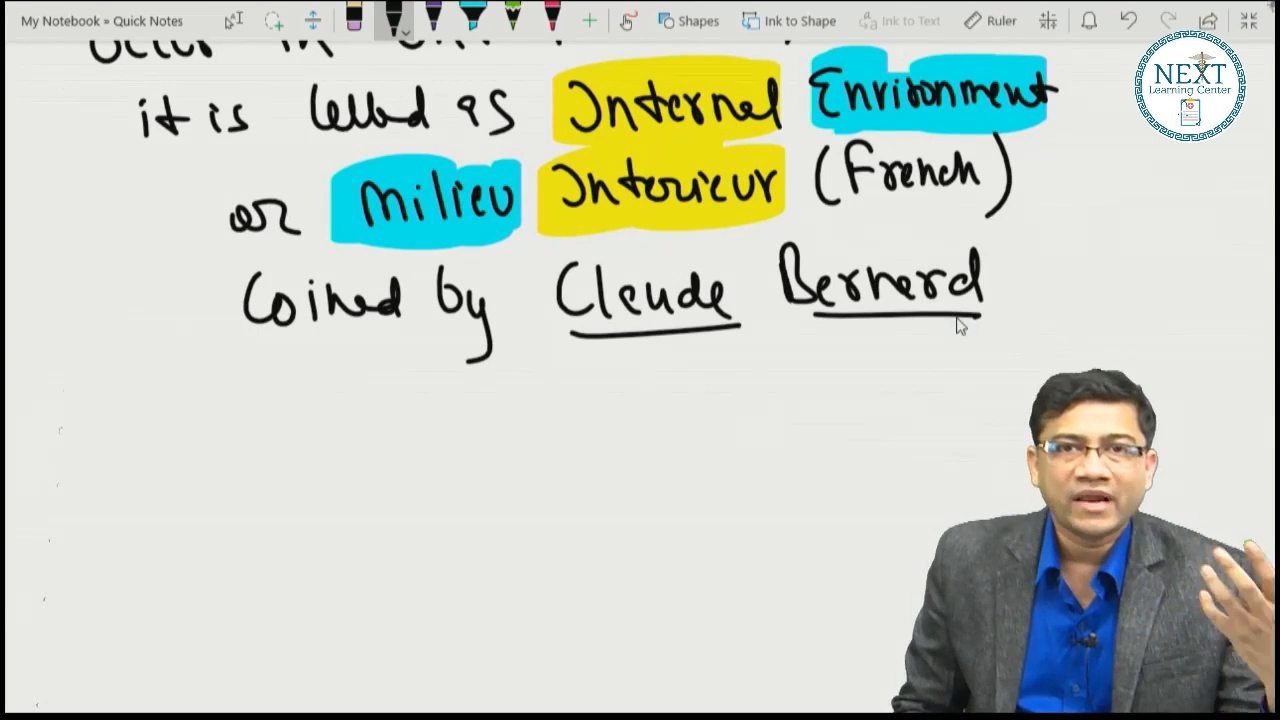 My Notebook » Quick Notes
Shapes
Ink to Shape
Ink to Text
Ruler
NEXT
Learning Center
in
it is called as Internal Environment
or Milieu Interieur (French)
Coined by Claude Bernard